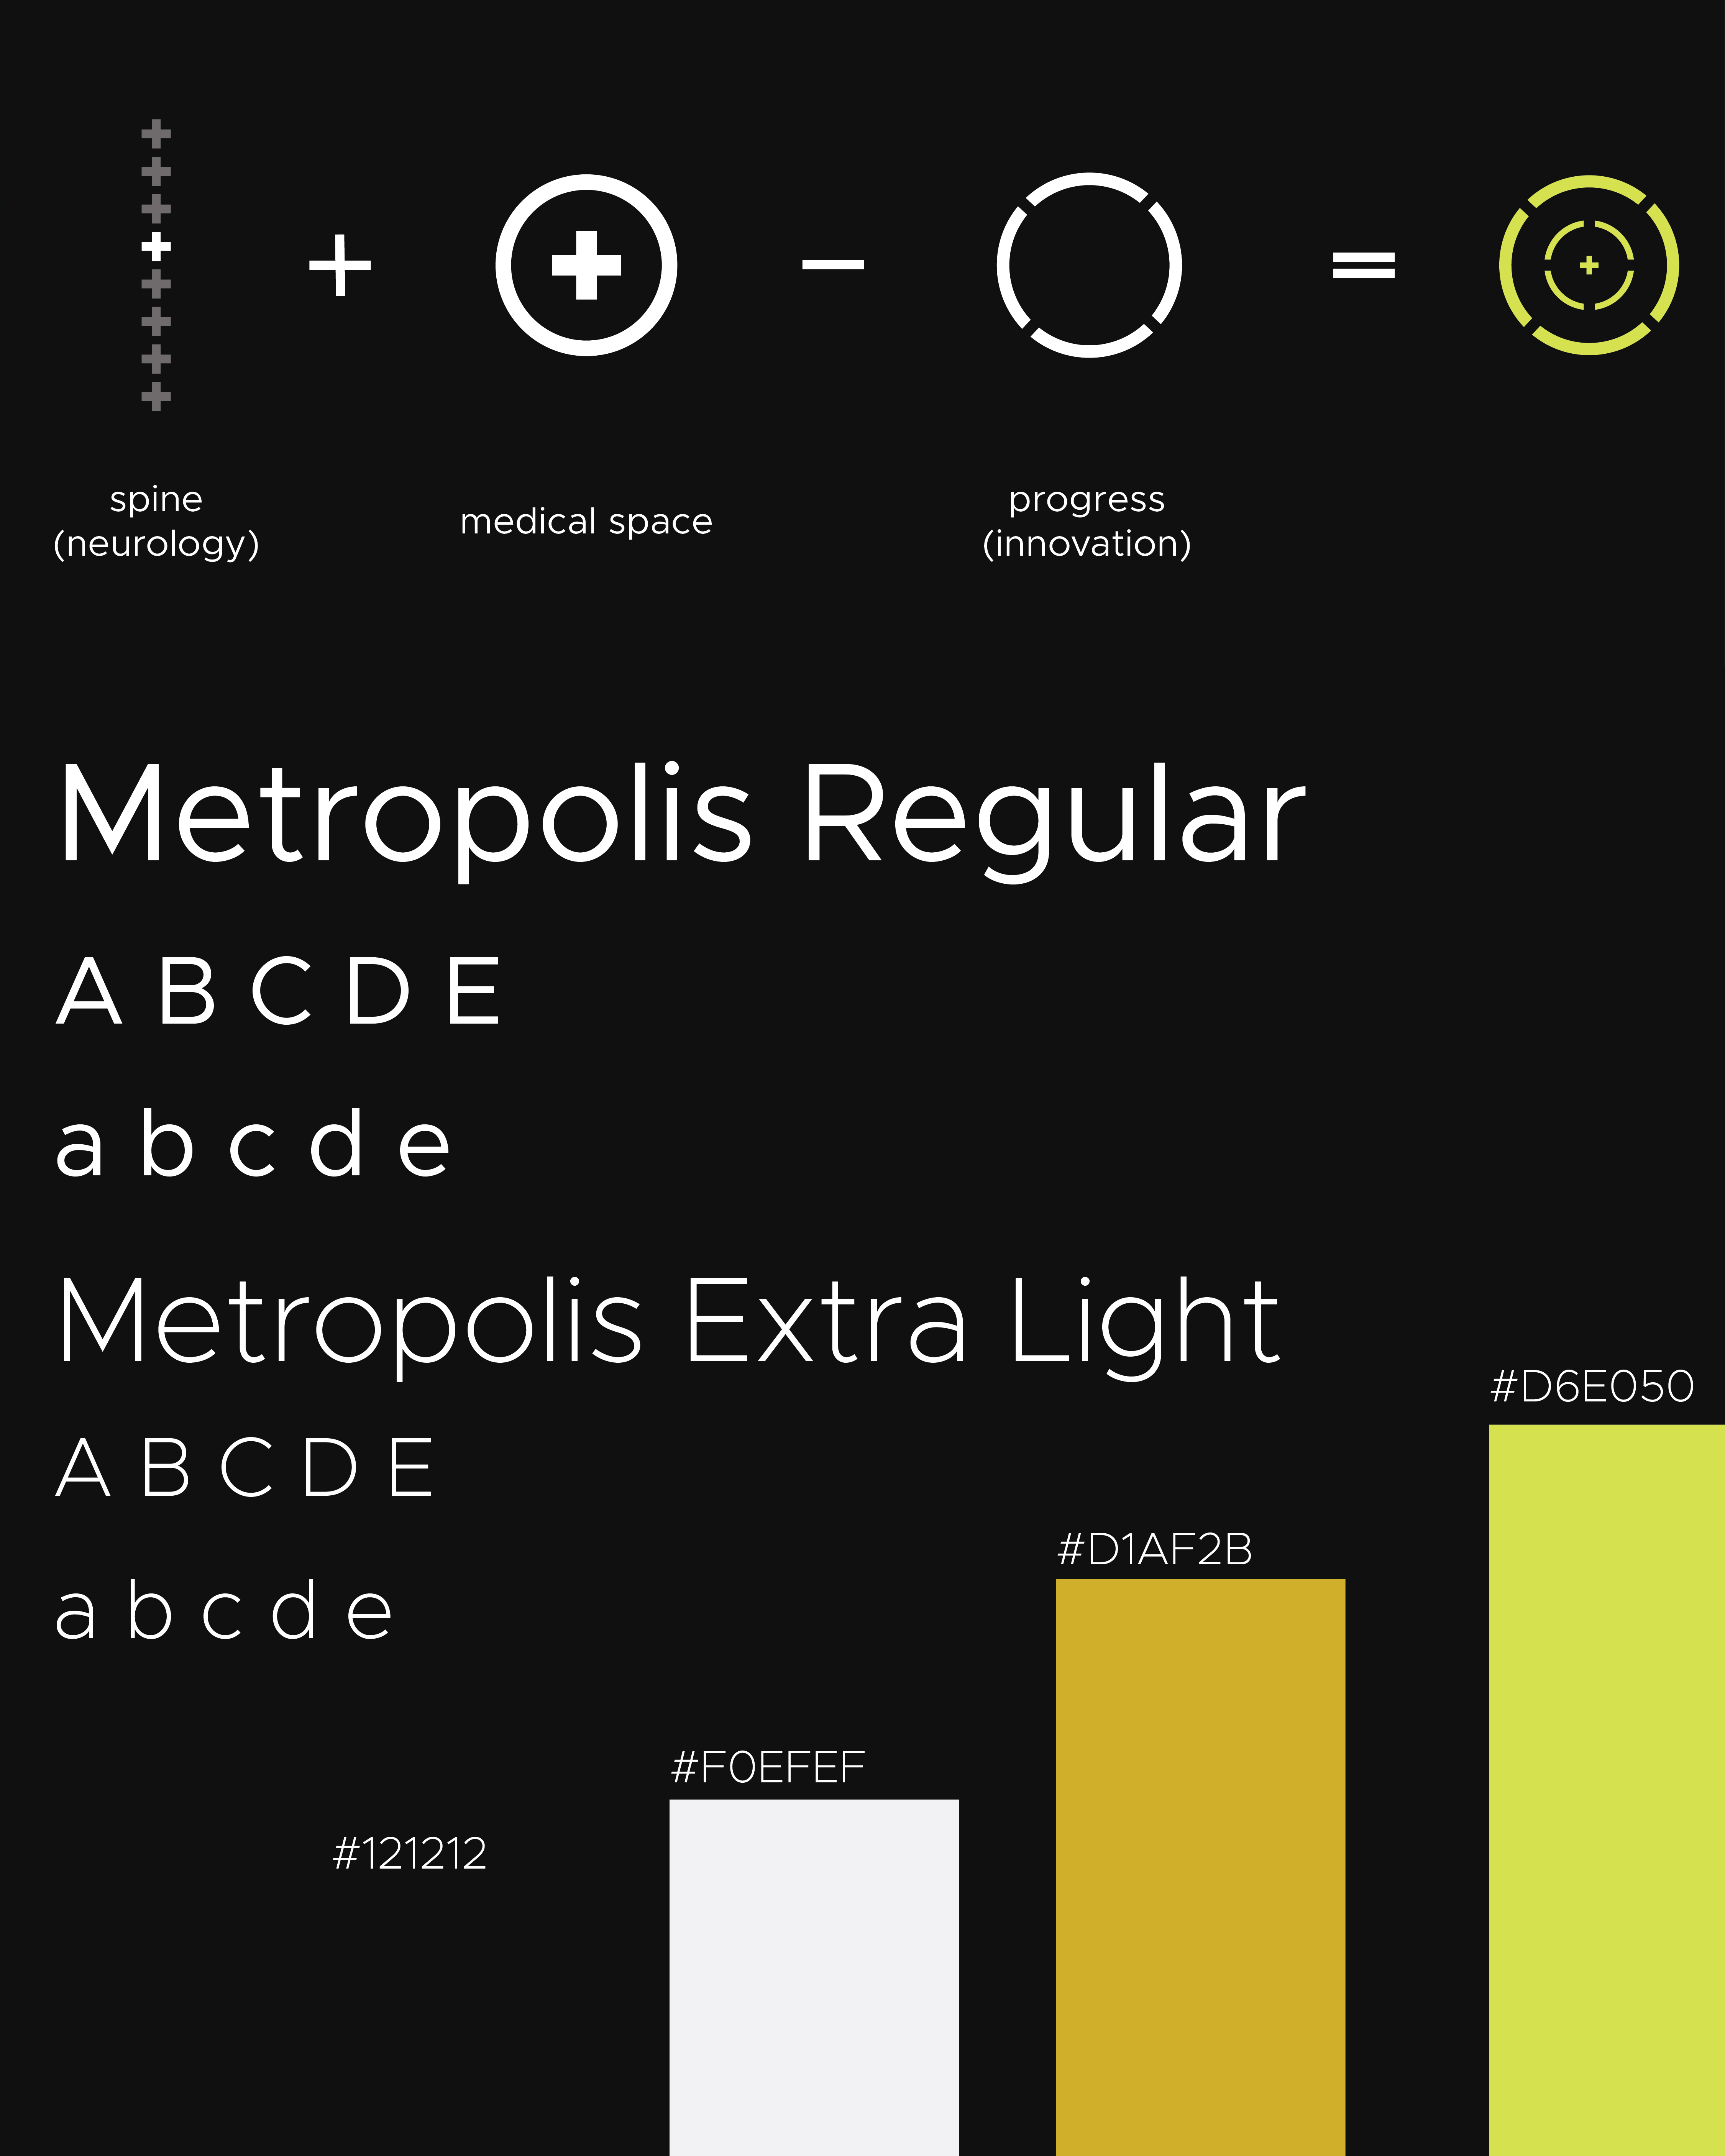 spine
(neurology)
medical space
progress
(innovation)
Metropolis Regular
A B C D E
a b c d e
Metropolis Extra Light
A B C D E
a b c d e
#121212
#F0EFEF
#D1AF2B
#D6E050